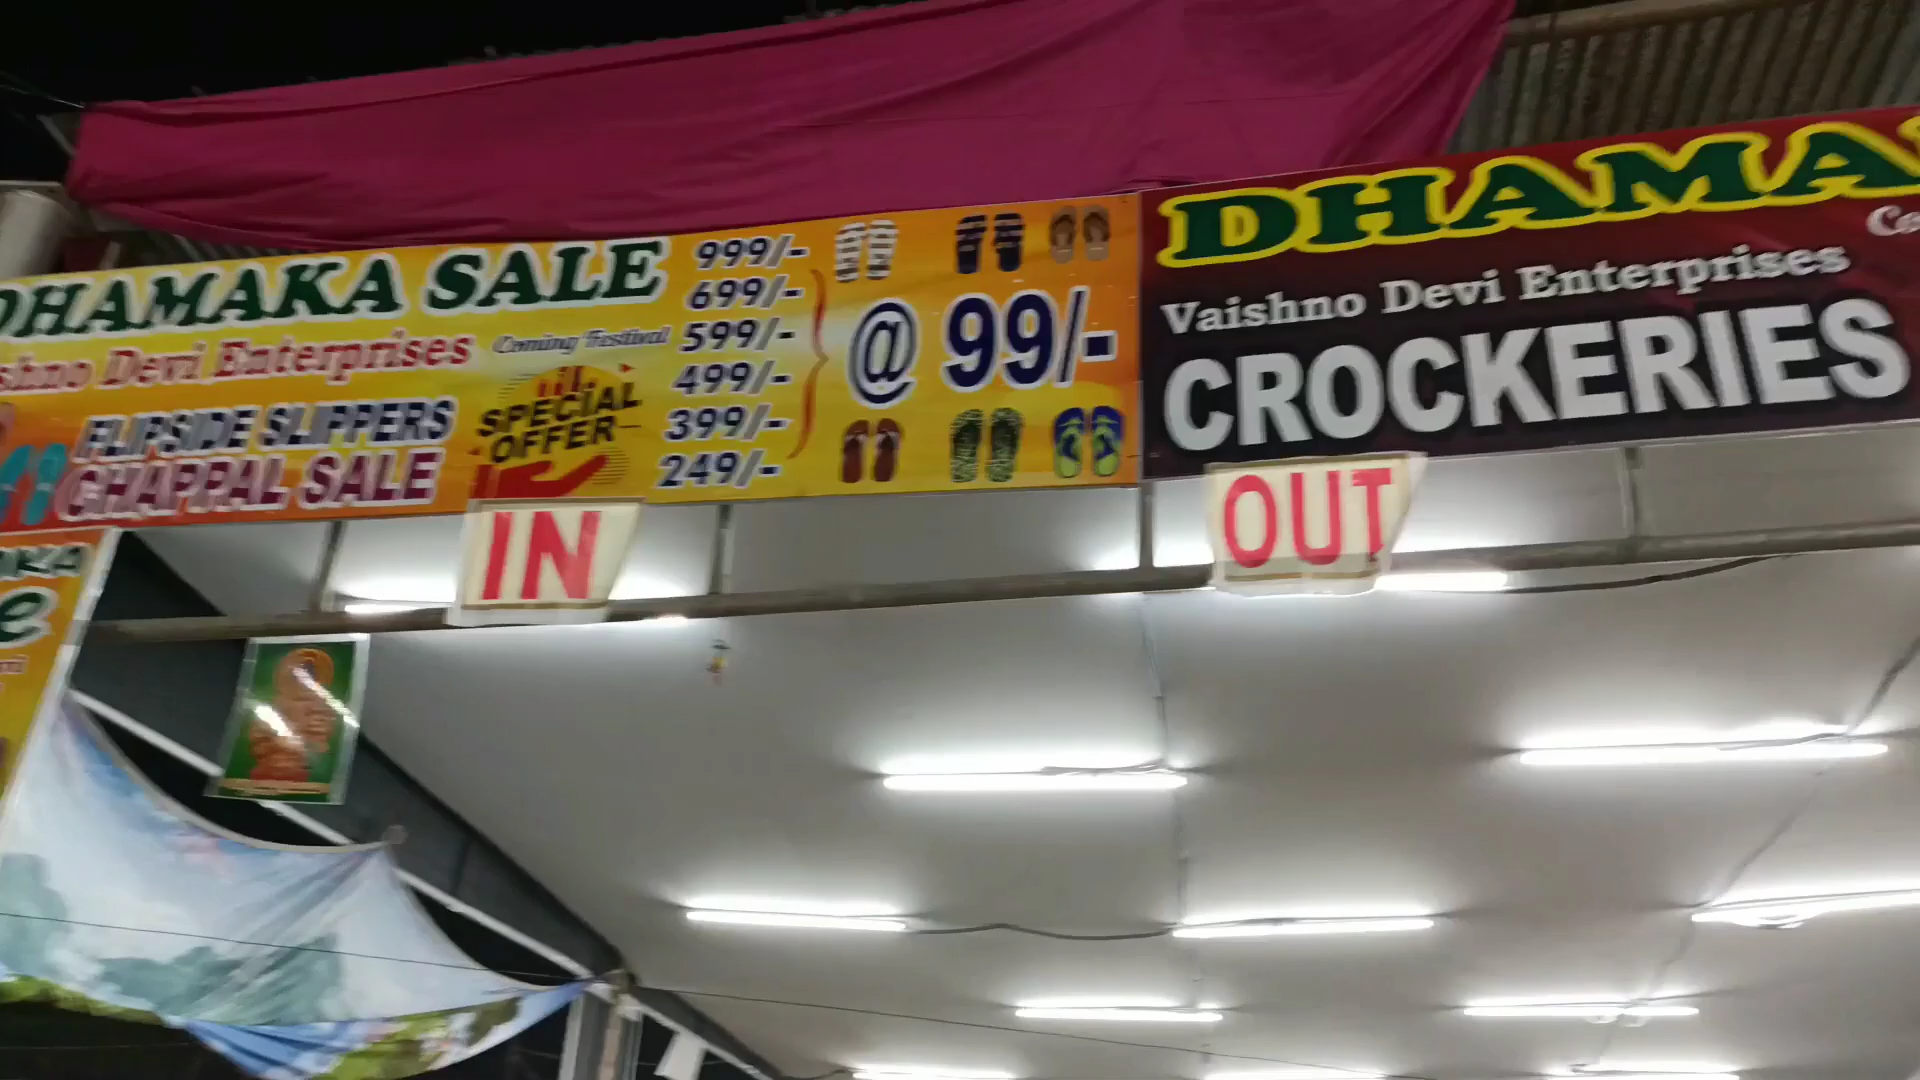 DHAMAKA SALE
Devi Enterprises
Coming Festival
FLIPSIDE SLIPPERS
CHAPPAL SALE
SPECIAL
OFFER
999/-
699/-
599/-
499/-
399/-
249/-
@ 99/-
DHAMA
Vaishno Devi Enterprises
CROCKERIES
IN
OUT